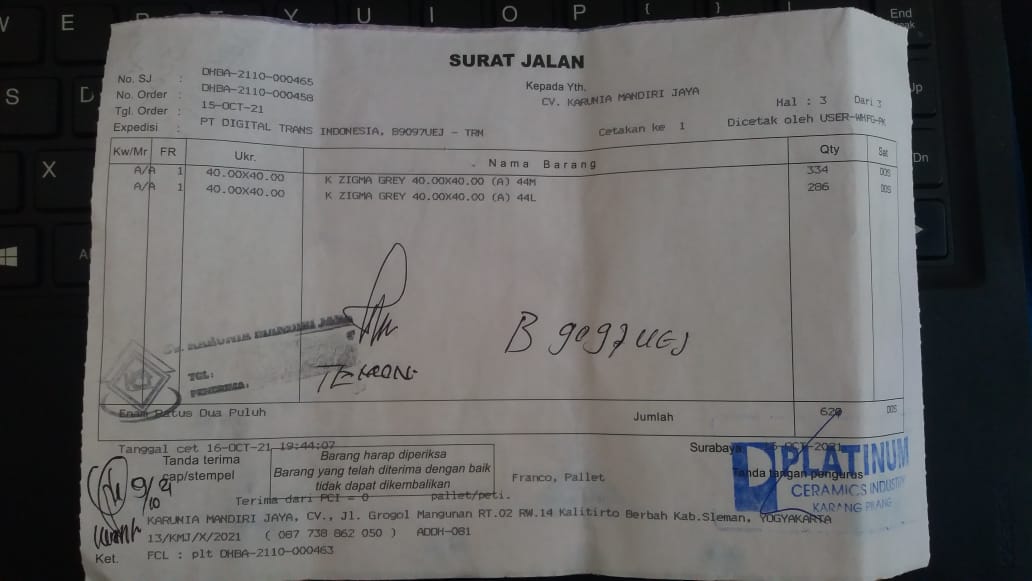 SURAT JALAN
No. SJ : DHBA-2110-000465
No. Order : DHBA-2110-000458
Tgl. Order : 15-OCT-21
Expedisi : PT DIGITAL TRANS INDONESIA, B9097UEJ - TRM
Kepada Yth.
CV. KARUNIA MANDIRI JAYA
Cetakan ke 1
Hal : 3 Dari 3
Dicetak oleh USER-WHFG-PK
Kw/Mr FR Ukr. Nama Barang Qty Sat
A/A 1 40.00X40.00 K ZIGMA GREY 40.00X40.00 (A) 44M 334 DOS
A/A 1 40.00X40.00 K ZIGMA GREY 40.00X40.00 (A) 44L 286 DOS
B 9097 UEJ
CV. KARUNIA MANDIRI JAYA
TGL:
PENERIMA:
Enam Ratus Dua Puluh Jumlah 620 DOS
Tanggal cet 16-OCT-21 19:44:07
Surabaya, 15-OCT-2021
Tanda terima
cap/stempel
Barang harap diperiksa
Barang yang telah diterima dengan baik
tidak dapat dikembalikan
Franco, Pallet
Tanda tangan pengurus
PLATINUM
CERAMICS INDUSTRY
KARANG PILANG
Terima dari PCI = 0 pallet/peti.
KARUNIA MANDIRI JAYA, CV., Jl. Grogol Mangunan RT.02 RW.14 Kalitirto Berbah Kab.Sleman, YOGYAKARTA
13/KMJ/X/2021 ( 087 738 862 050 ) ADDH-081
Ket. FCL : plt DHBA-2110-000463